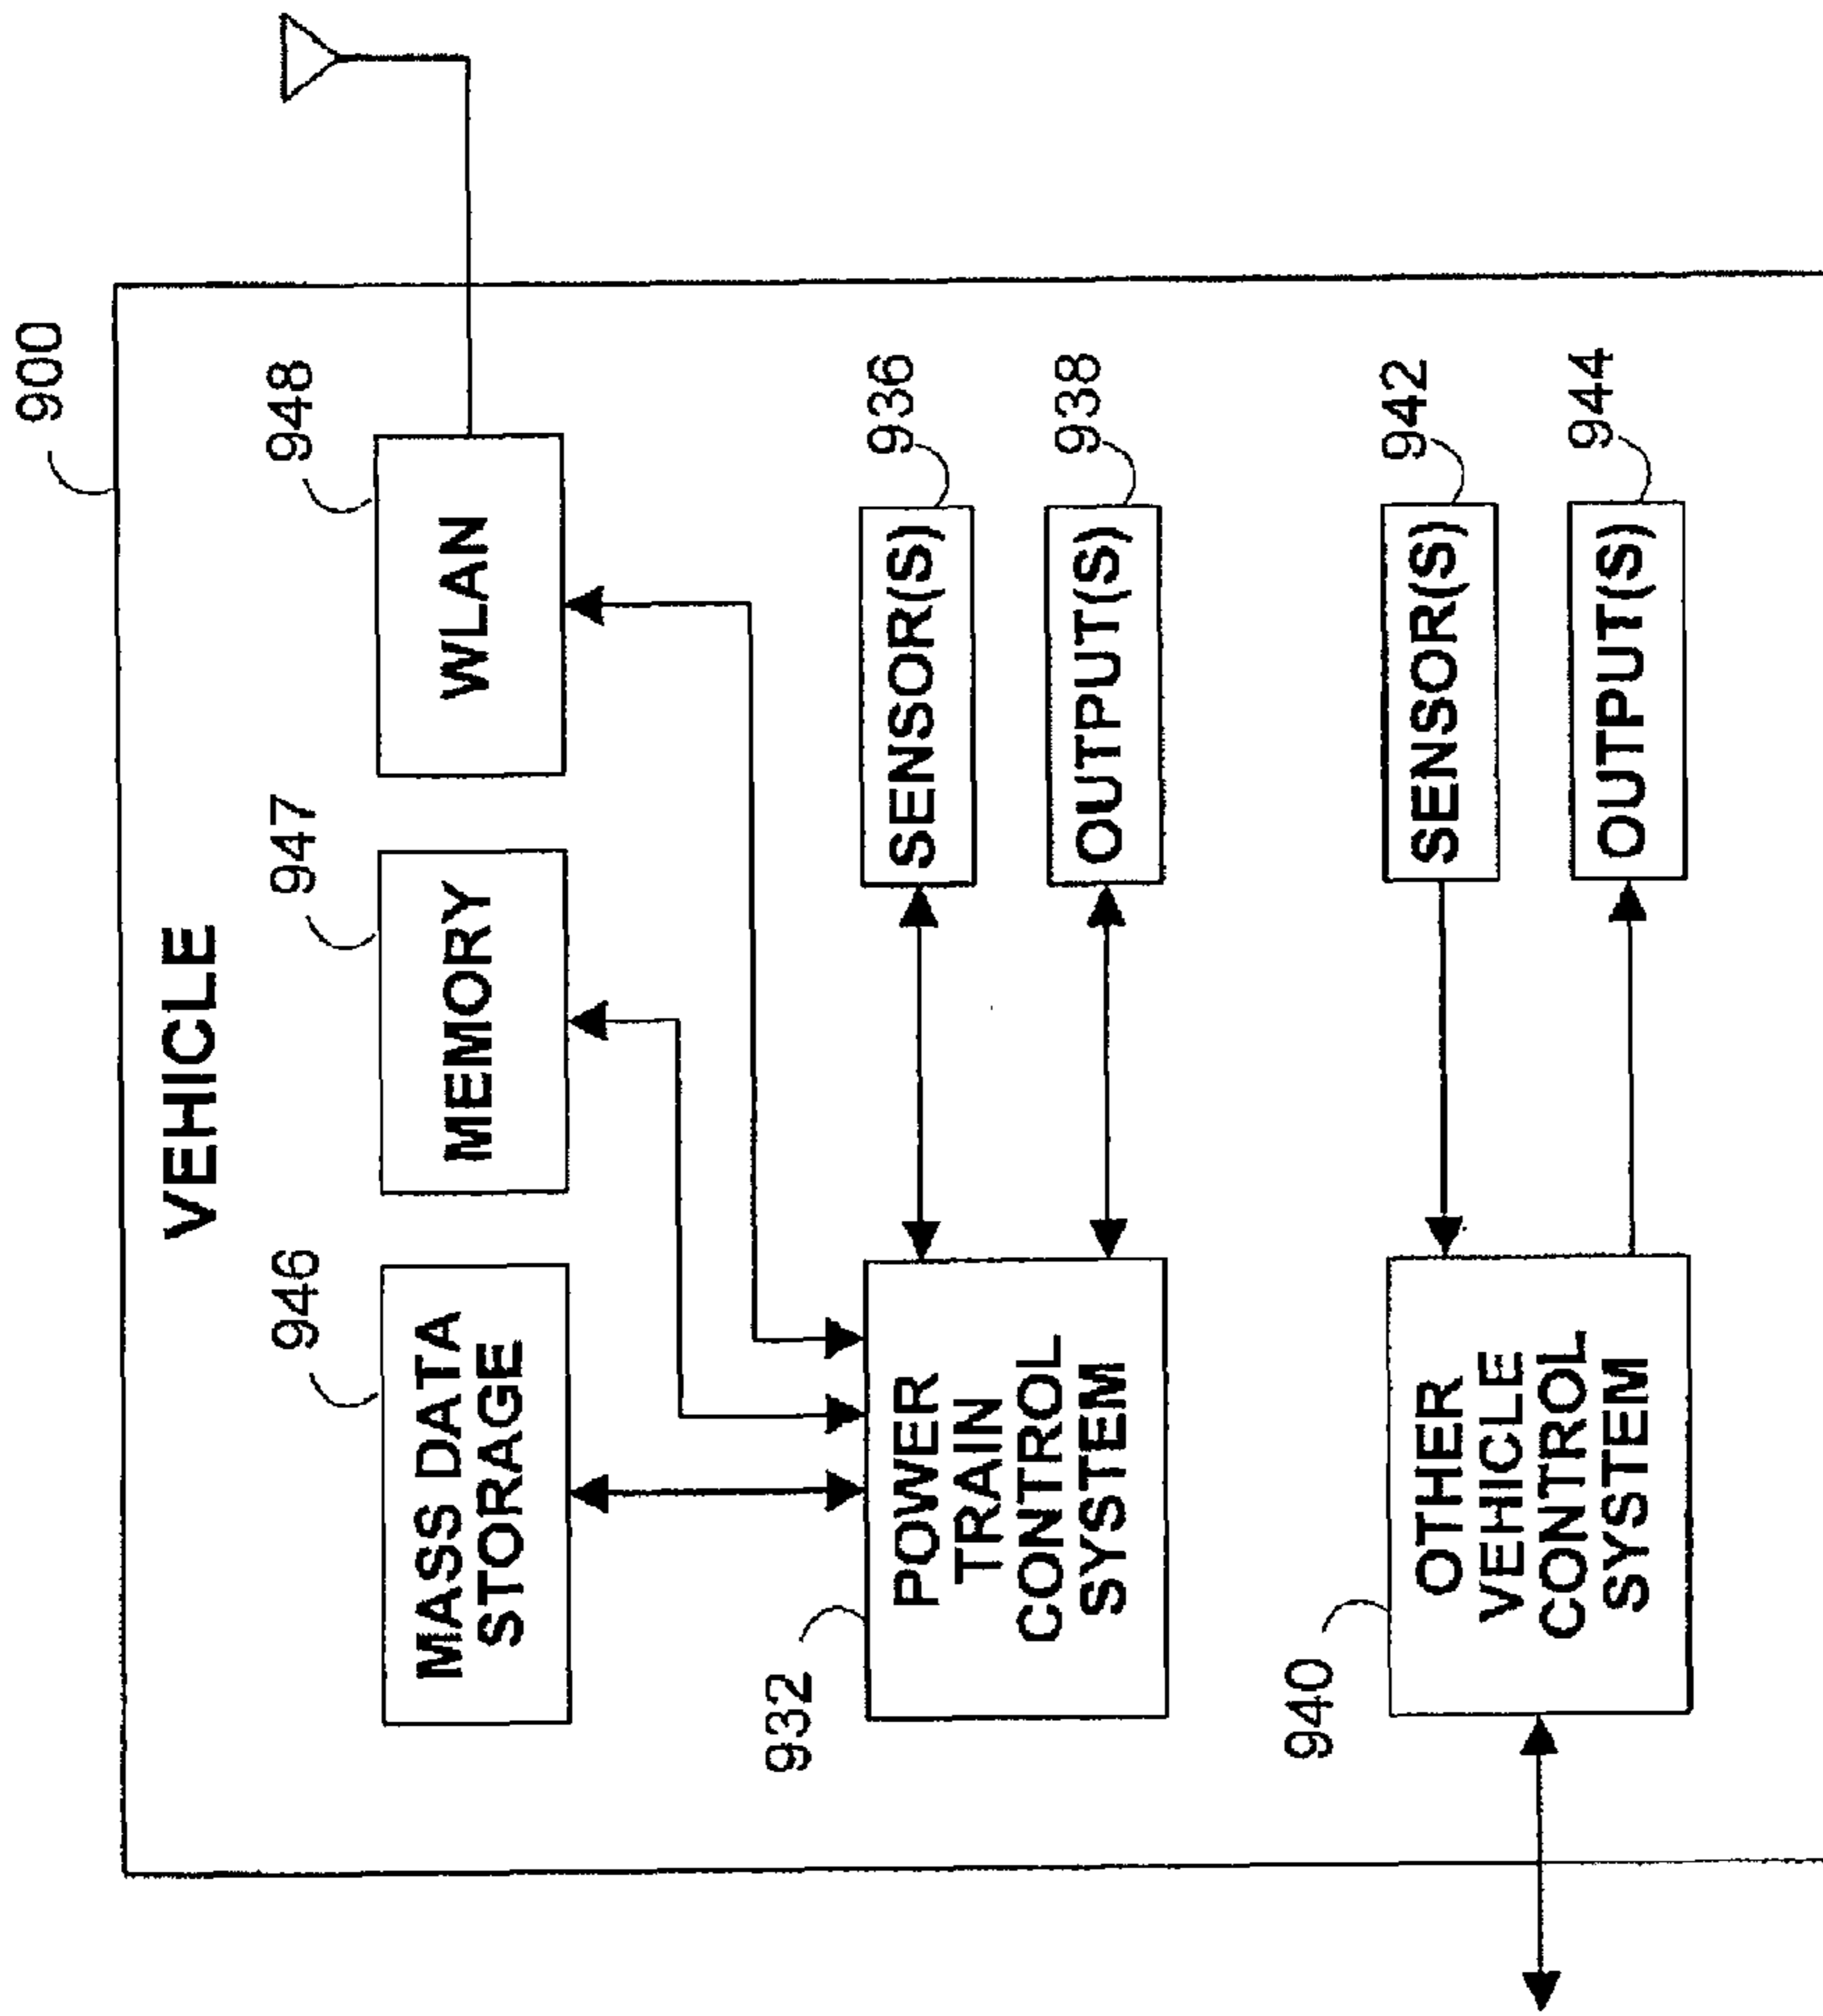 900
VEHICLE
946
947
948
MASS DATA
STORAGE
MEMORY
WLAN
932
POWER
TRAIN
CONTROL
SYSTEM
936
SENSOR(S)
938
OUTPUT(S)
940
OTHER
VEHICLE
CONTROL
SYSTEM
942
SENSOR(S)
944
OUTPUT(S)